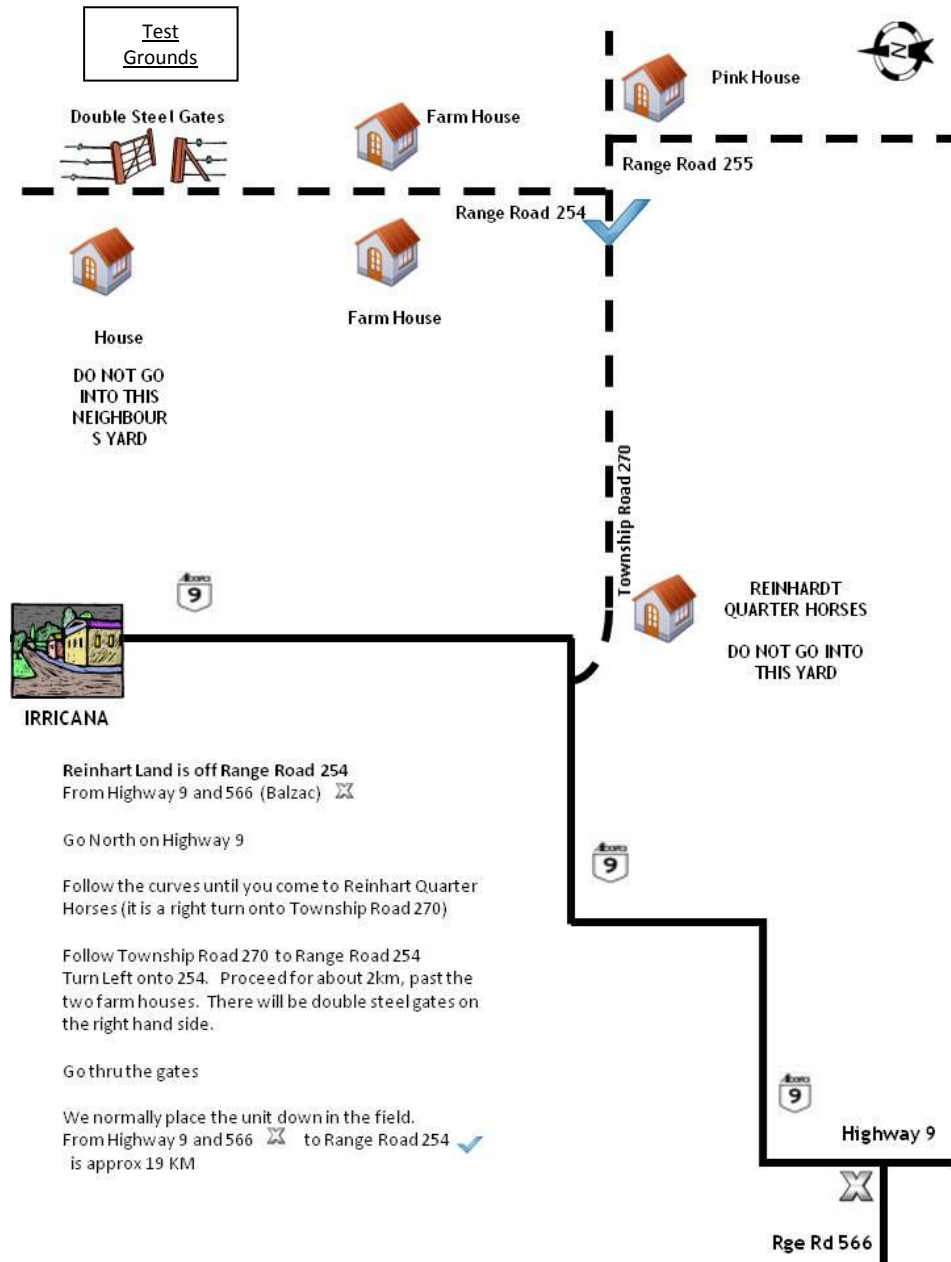 Test
Grounds
N
Pink House
Double Steel Gates
Farm House
Range Road 255
Range Road 254
House
Farm House
DO NOT GO
INTO THIS
NEIGHBOUR
S YARD
Township Road 270
Alberta
9
REINHARDT
QUARTER HORSES
DO NOT GO INTO
THIS YARD
IRRICANA
Reinhart Land is off Range Road 254
From Highway 9 and 566 (Balzac)
Go North on Highway 9
Follow the curves until you come to Reinhart Quarter
Horses (it is a right turn onto Township Road 270)
Follow Township Road 270 to Range Road 254
Turn Left onto 254. Proceed for about 2km, past the
two farm houses. There will be double steel gates on
the right hand side.
Go thru the gates
We normally place the unit down in the field.
From Highway 9 and 566 to Range Road 254
is approx 19 KM
Alberta
9
Alberta
9
Highway 9
X
Rge Rd 566